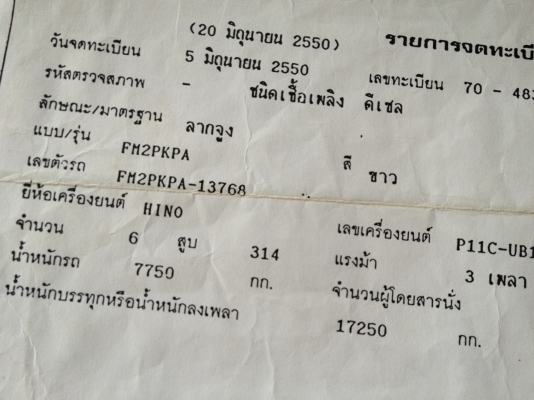 (20 มิถุนายน 2550) รายการจดทะเบี
วันจดทะเบียน 5 มิถุนายน 2550 เลขทะเบียน 70 - 483
รหัสตรวจสภาพ - ชนิดเชื้อเพลิง ดีเซล
ลักษณะ/มาตรฐาน ลากจูง
แบบ/รุ่น FM2PKPA สี ขาว
เลขตัวรถ FM2PKPA-13768
ยี่ห้อเครื่องยนต์ HINO เลขเครื่องยนต์ P11C-UB1
จำนวน 6 สูบ 314 แรงม้า 3 เพลา
น้ำหนักรถ 7750 กก. จำนวนผู้โดยสารนั่ง
น้ำหนักบรรทุกหรือน้ำหนักลงเพลา 17250 กก.